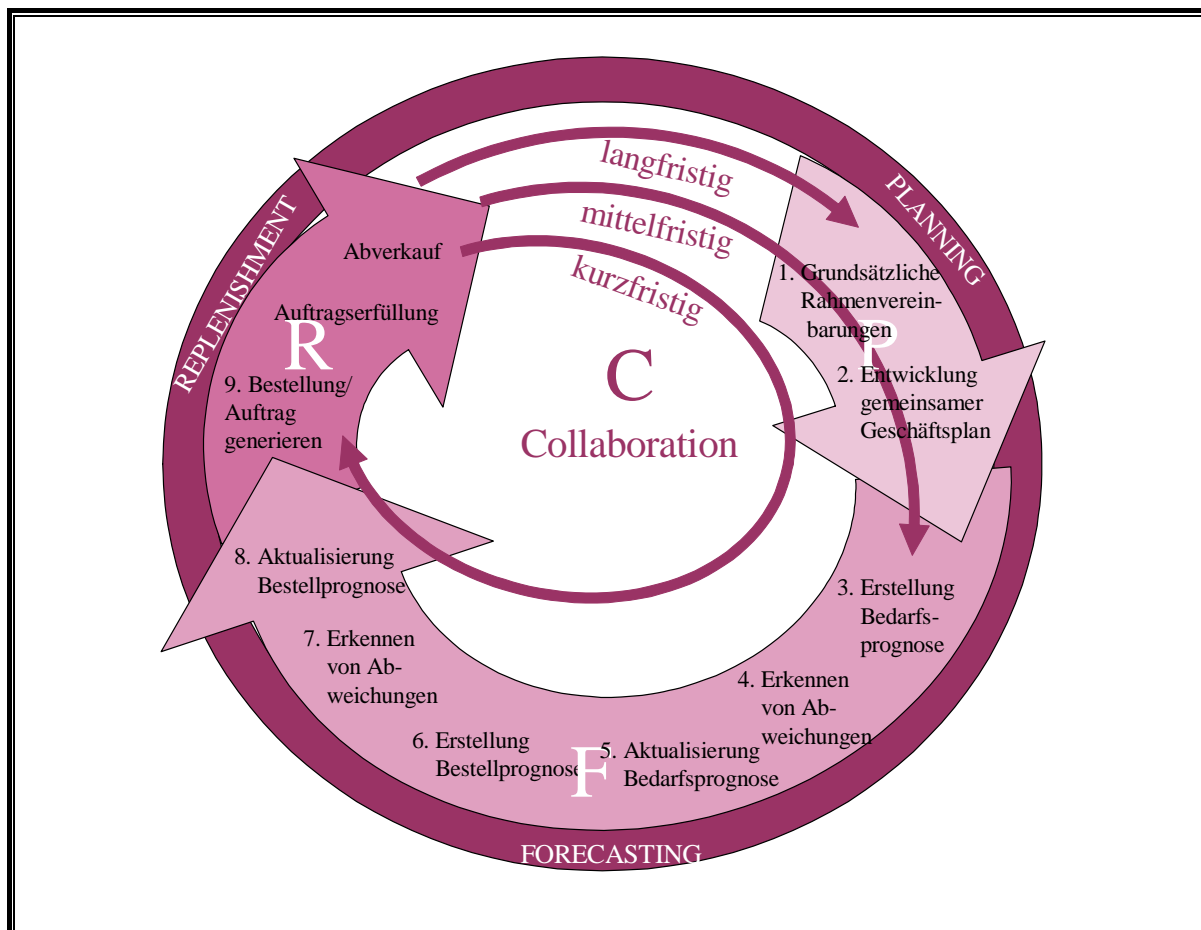 langfristig
mittelfristig
kurzfristig
C
Collaboration
PLANNING
P
1. Grundsätzliche
Rahmenverein-
barungen
2. Entwicklung
gemeinsamer
Geschäftsplan
3. Erstellung
Bedarfs-
prognose
4. Erkennen
von Ab-
weichungen
5. Aktualisierung
Bedarfsprognose
F
FORECASTING
6. Erstellung
Bestellprognose
7. Erkennen
von Ab-
weichungen
8. Aktualisierung
Bestellprognose
REPLENISHMENT
R
9. Bestellung/
Auftrag
generieren
Auftragserfüllung
Abverkauf